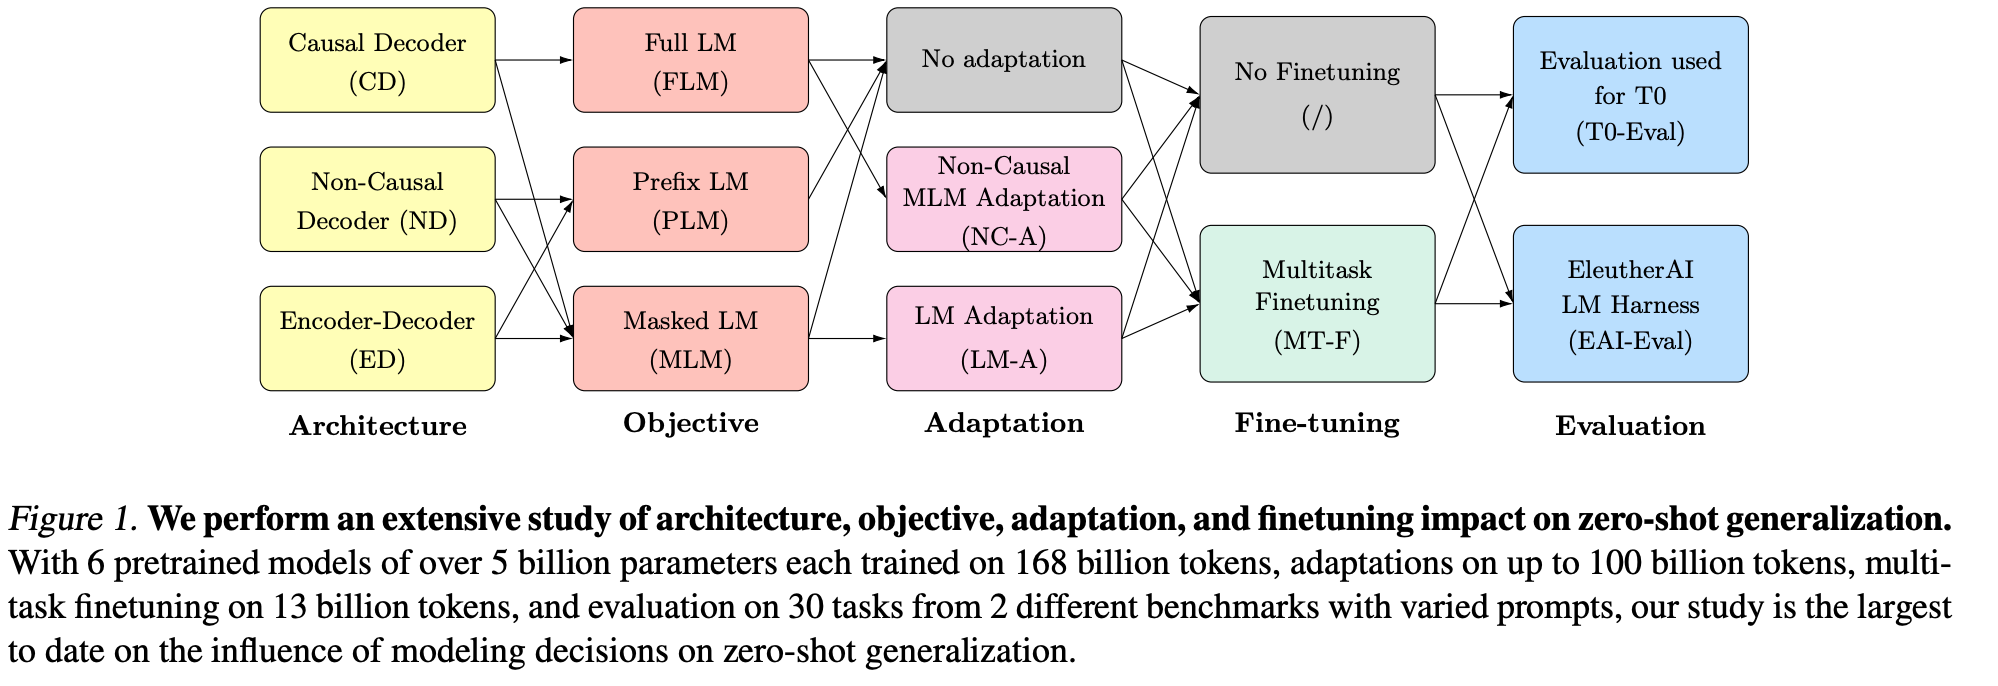 Causal Decoder
(CD)
Non-Causal
Decoder (ND)
Encoder-Decoder
(ED)
Architecture
Full LM
(FLM)
Prefix LM
(PLM)
Masked LM
(MLM)
Objective
No adaptation
Non-Causal
MLM Adaptation
(NC-A)
LM Adaptation
(LM-A)
Adaptation
No Finetuning
(/)
Multitask
Finetuning
(MT-F)
Fine-tuning
Evaluation used
for T0
(T0-Eval)
EleutherAI
LM Harness
(EAI-Eval)
Evaluation
Figure 1. We perform an extensive study of architecture, objective, adaptation, and finetuning impact on zero-shot generalization.
With 6 pretrained models of over 5 billion parameters each trained on 168 billion tokens, adaptations on up to 100 billion tokens, multi-
task finetuning on 13 billion tokens, and evaluation on 30 tasks from 2 different benchmarks with varied prompts, our study is the largest
to date on the influence of modeling decisions on zero-shot generalization.